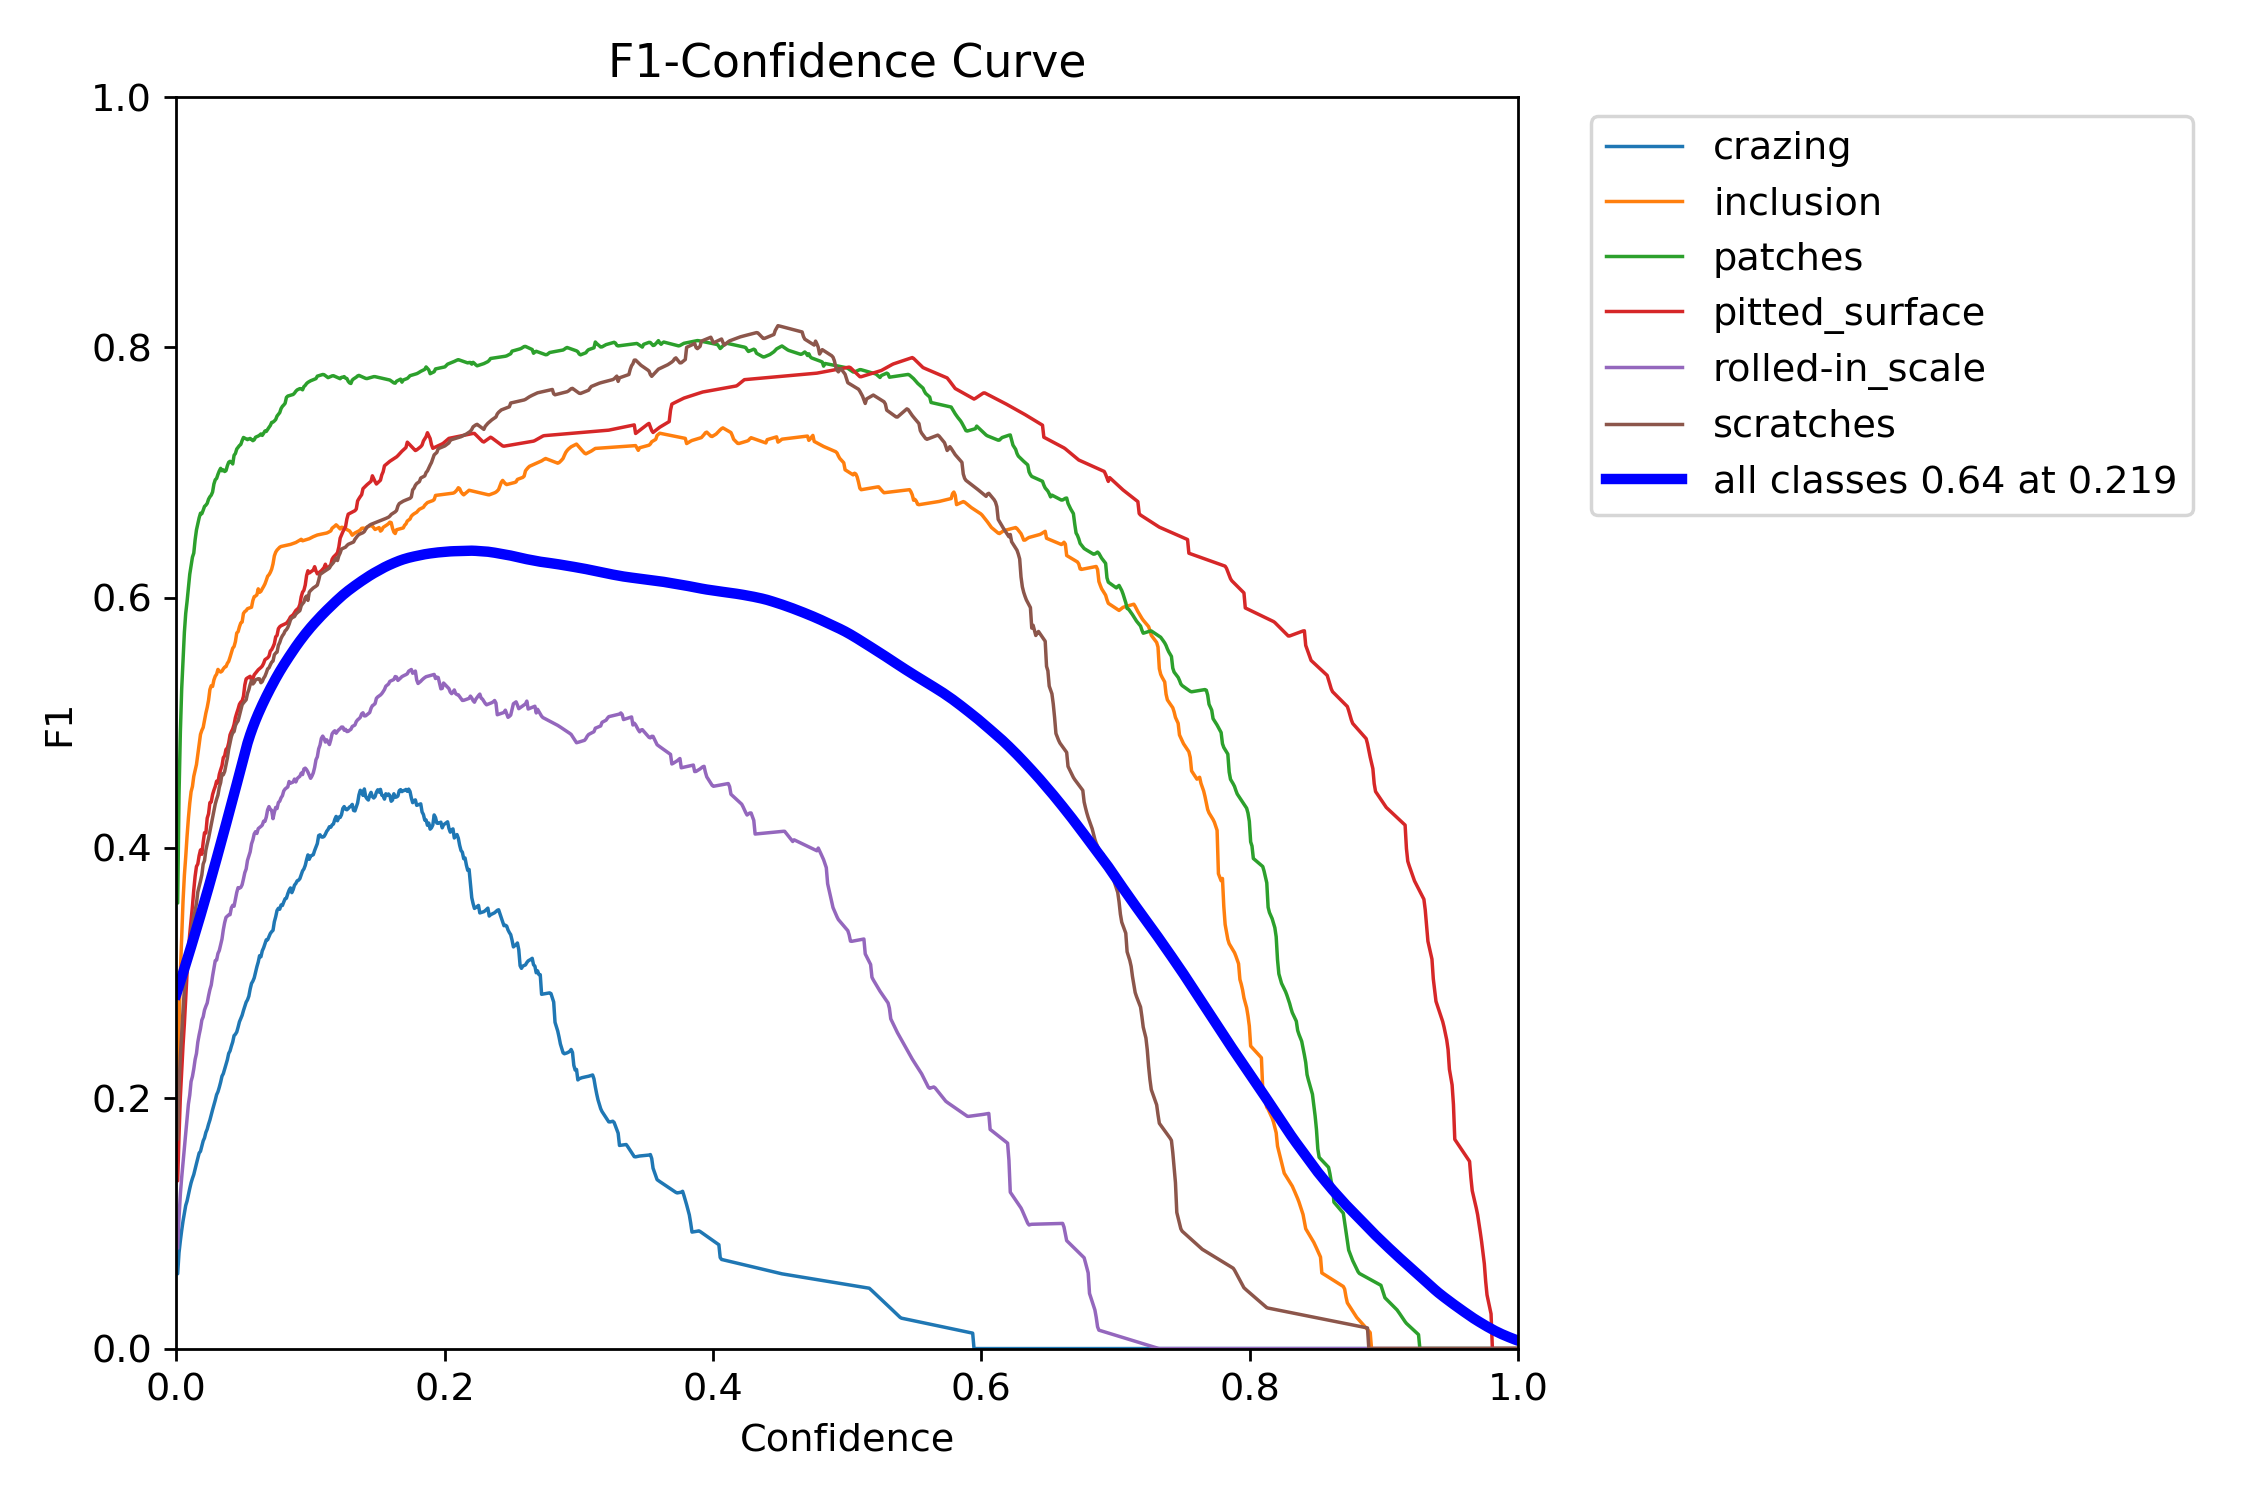 F1-Confidence Curve
1.0
0.8
0.6
0.4
0.2
0.0
F1
0.0 0.2 0.4 0.6 0.8 1.0
Confidence
crazing
inclusion
patches
pitted_surface
rolled-in_scale
scratches
all classes 0.64 at 0.219